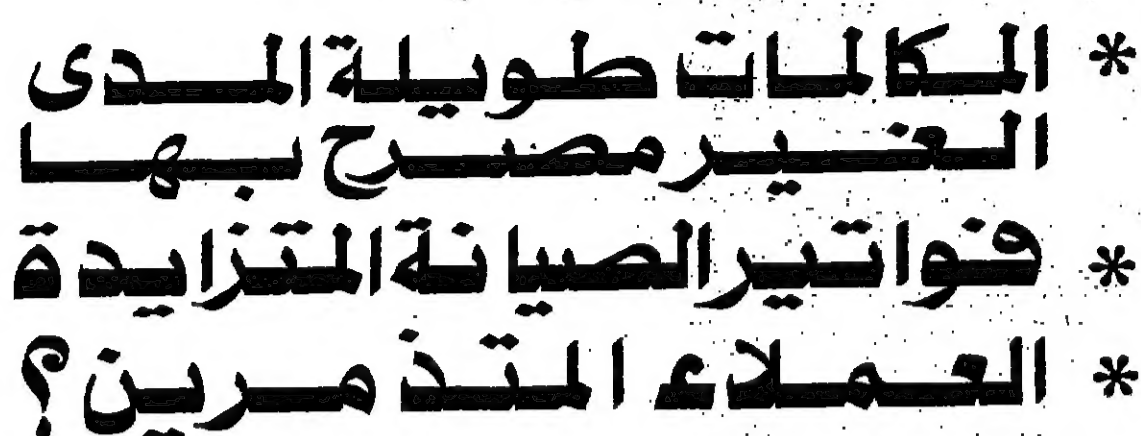 * المكالمات طويلة المدى
الغير مصرح بها
* فواتير الصيانة المتزايدة
* العملاء المتذمرين؟